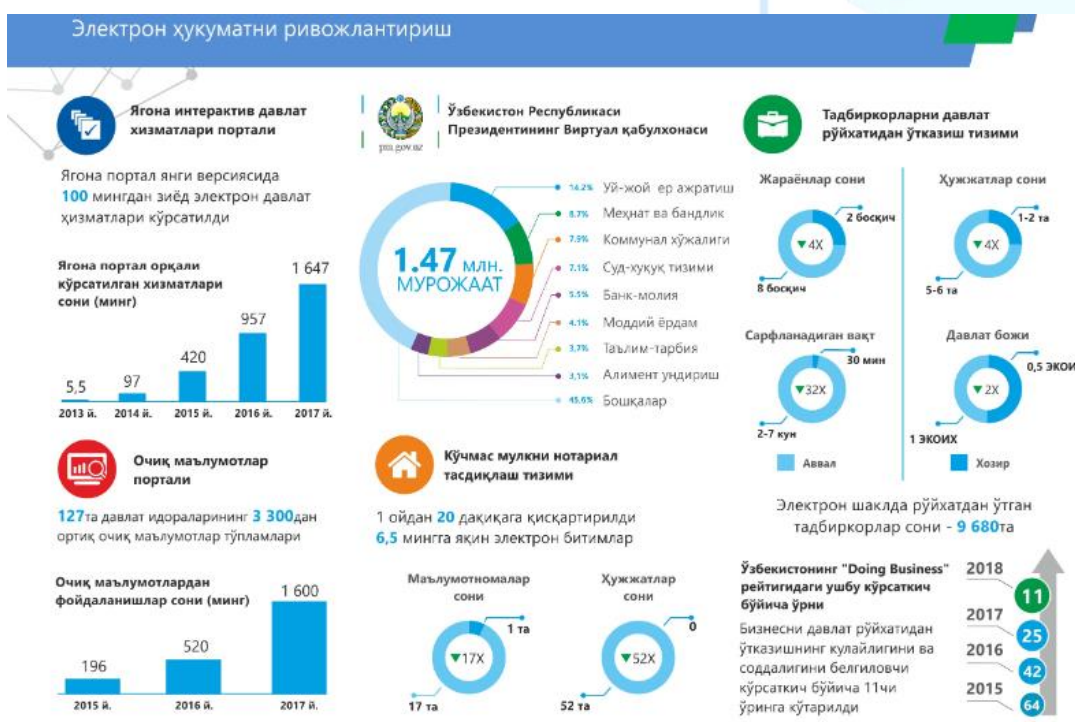 Электрон ҳукуматни ривожлантириш
Ягона интерактив давлат
хизматлари портали
Ягона портал янги версиясида
100 мингдан зиёд электрон давлат
ҳизматлари кўрсатилди
Ягона портал орқали
кўрсатилган хизматлари
сони (минг)
5,5
97
420
957
1 647
2013 й.
2014 й.
2015 й.
2016 й.
2017 й.
Очиқ маълумотлар
портали
127та давлат идораларининг 3 300дан
ортиқ очиқ маълумотлар тўпламлари
Очиқ маълумотлардан
фойдаланишлар сони (минг)
196
520
1 600
2015 й.
2016 й.
2017 й.
pm.gov.uz
Ўзбекистон Республикаси
Президентининг Виртуал қабулхонаси
1.47 млн.
МУРОЖААТ
14.2% Уй-жой ер ажратиш
8.7% Меҳнат ва бандлик
7.9% Коммунал хўжалиги
7.1% Суд-хуқуқ тизими
5.5% Банк-молия
4.1% Моддий ёрдам
3,7% Таълим-тарбия
3,1% Алимент ундириш
45.6% Бошқалар
Кўчмас мулкни нотариал
тасдиқлаш тизими
1 ойдан 20 дақиқага қисқартирилди
6,5 мингга яқин электрон битимлар
Маълумотномалар
сони
1 та
▼17X
17 та
Ҳужжатлар
сони
0
▼52X
52 та
Тадбиркорларни давлат
рўйхатидан ўтказиш тизими
Жараёнлар сони
2 босқич
▼4X
8 босқич
Ҳужжатлар сони
1-2 та
▼4X
5-6 та
Сарфланадиган вақт
30 мин
▼32X
2-7 кун
Давлат божи
0,5 ЭКОИ
▼2X
1 ЭКОИХ
Аввал
Хозир
Электрон шаклда рўйхатдан ўтган
тадбиркорлар сони - 9 680та
Ўзбекистонинг "Doing Business"
рейтигидаги ушбу кўрсаткич
бўйича ўрни
Бизнесни давлат рўйхатидан
ўтказишнинг кулайлигини ва
соддалигини белгиловчи
кўрсаткич бўйича 11чи
ўринга кўтарилди
2018
11
2017
25
2016
42
2015
64